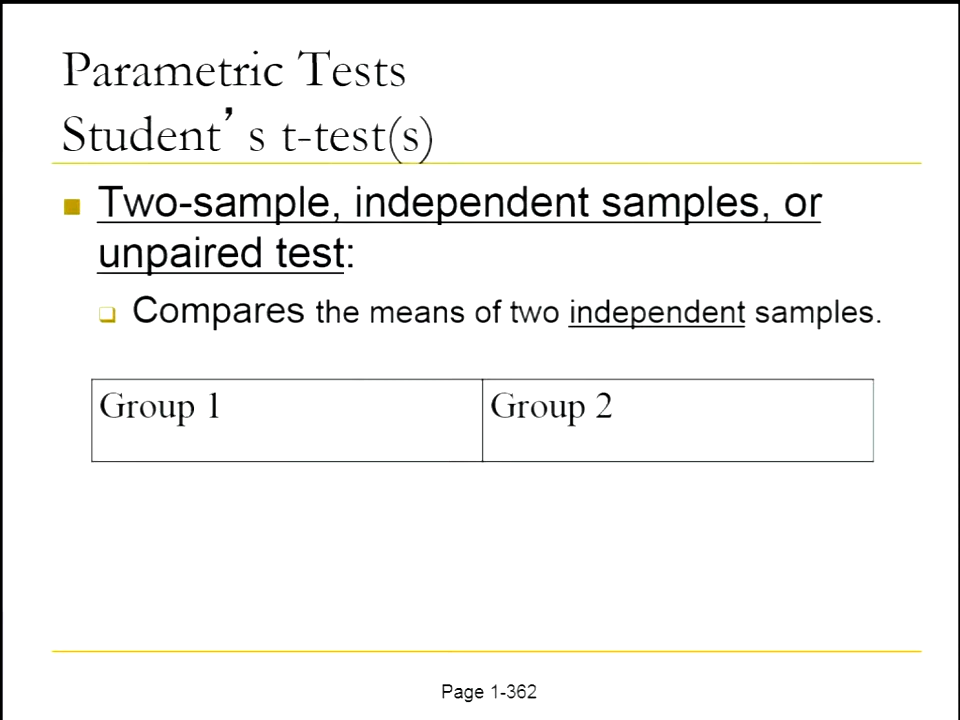 Parametric Tests
Student’s t-test(s)
Two-sample, independent samples, or
unpaired test:
Compares the means of two independent samples.
Group 1
Group 2
Page 1-362